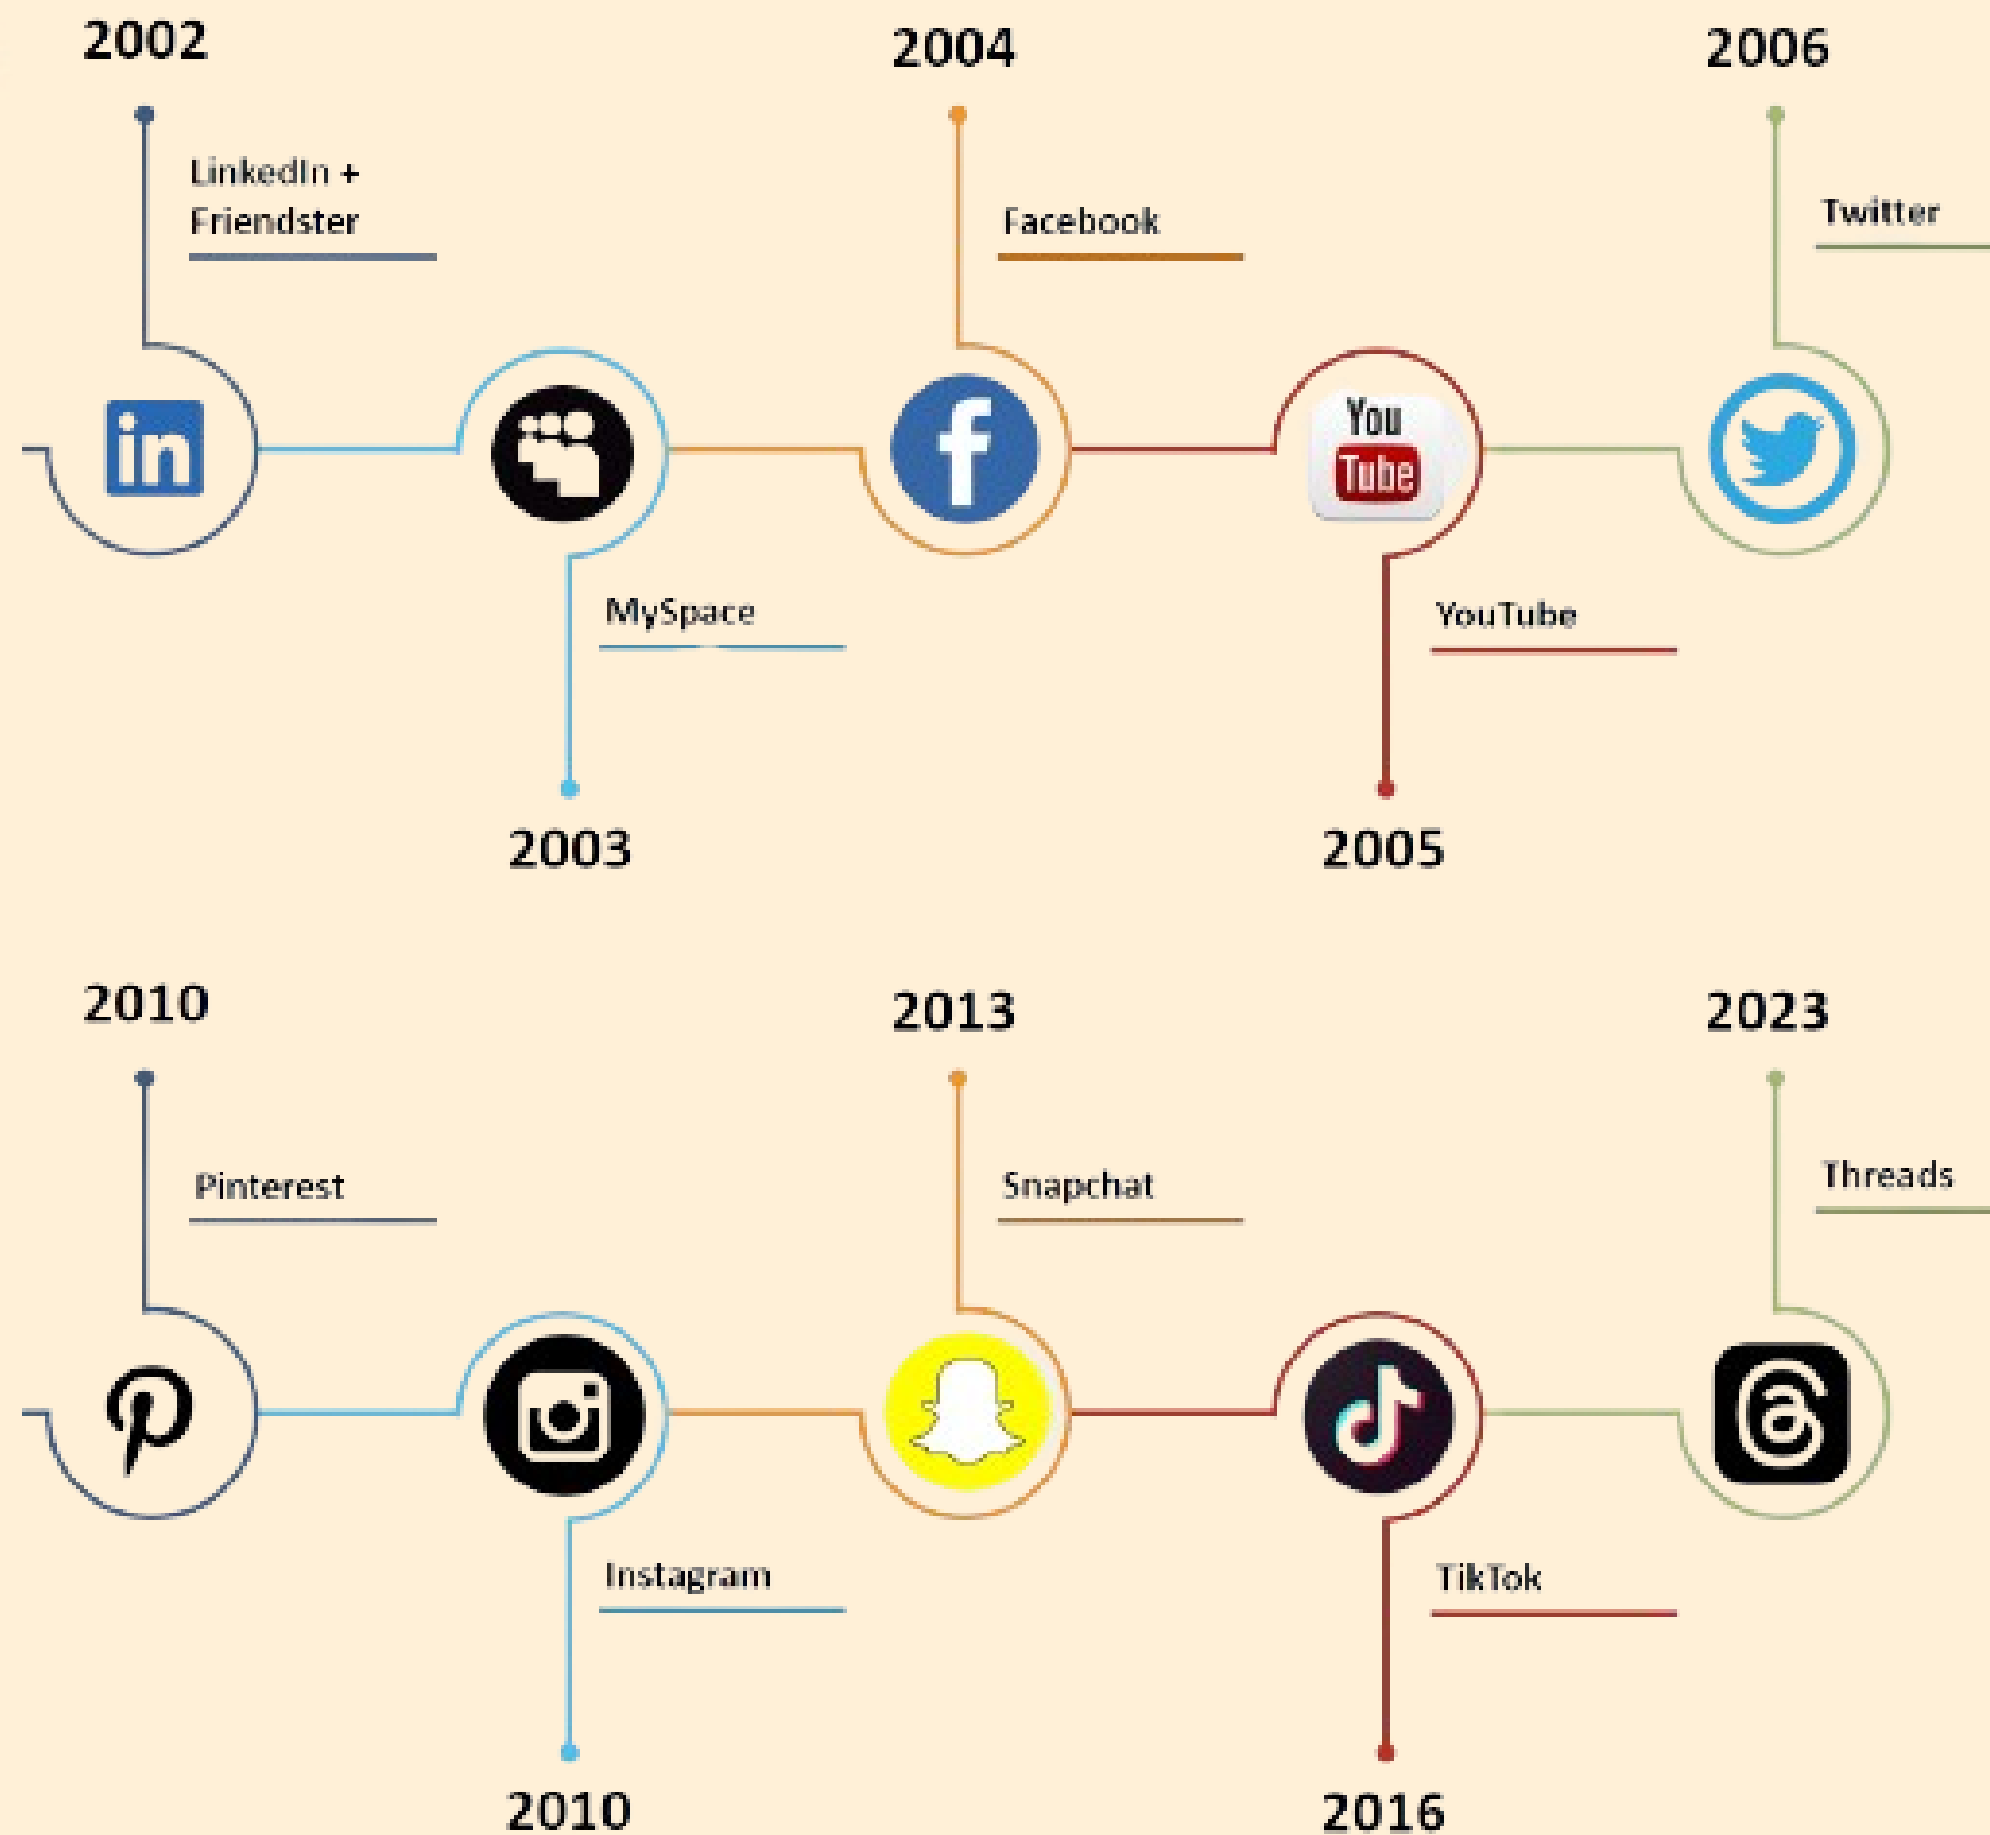 2002
2004
2006
LinkedIn +
Friendster
Facebook
Twitter
in
f
You
Tube
MySpace
YouTube
2003
2005
2010
2013
2023
Pinterest
Snapchat
Threads
Instagram
TikTok
2010
2016